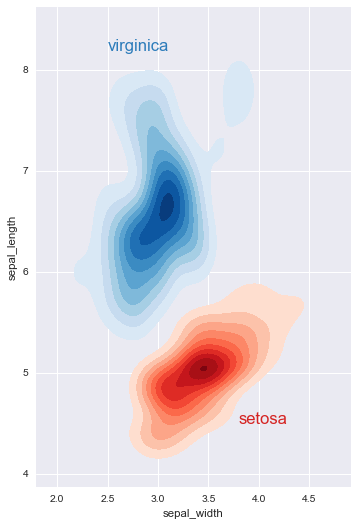 virginica
8
7
6
5
4
sepal_length
setosa
2.0 2.5 3.0 3.5 4.0 4.5
sepal_width